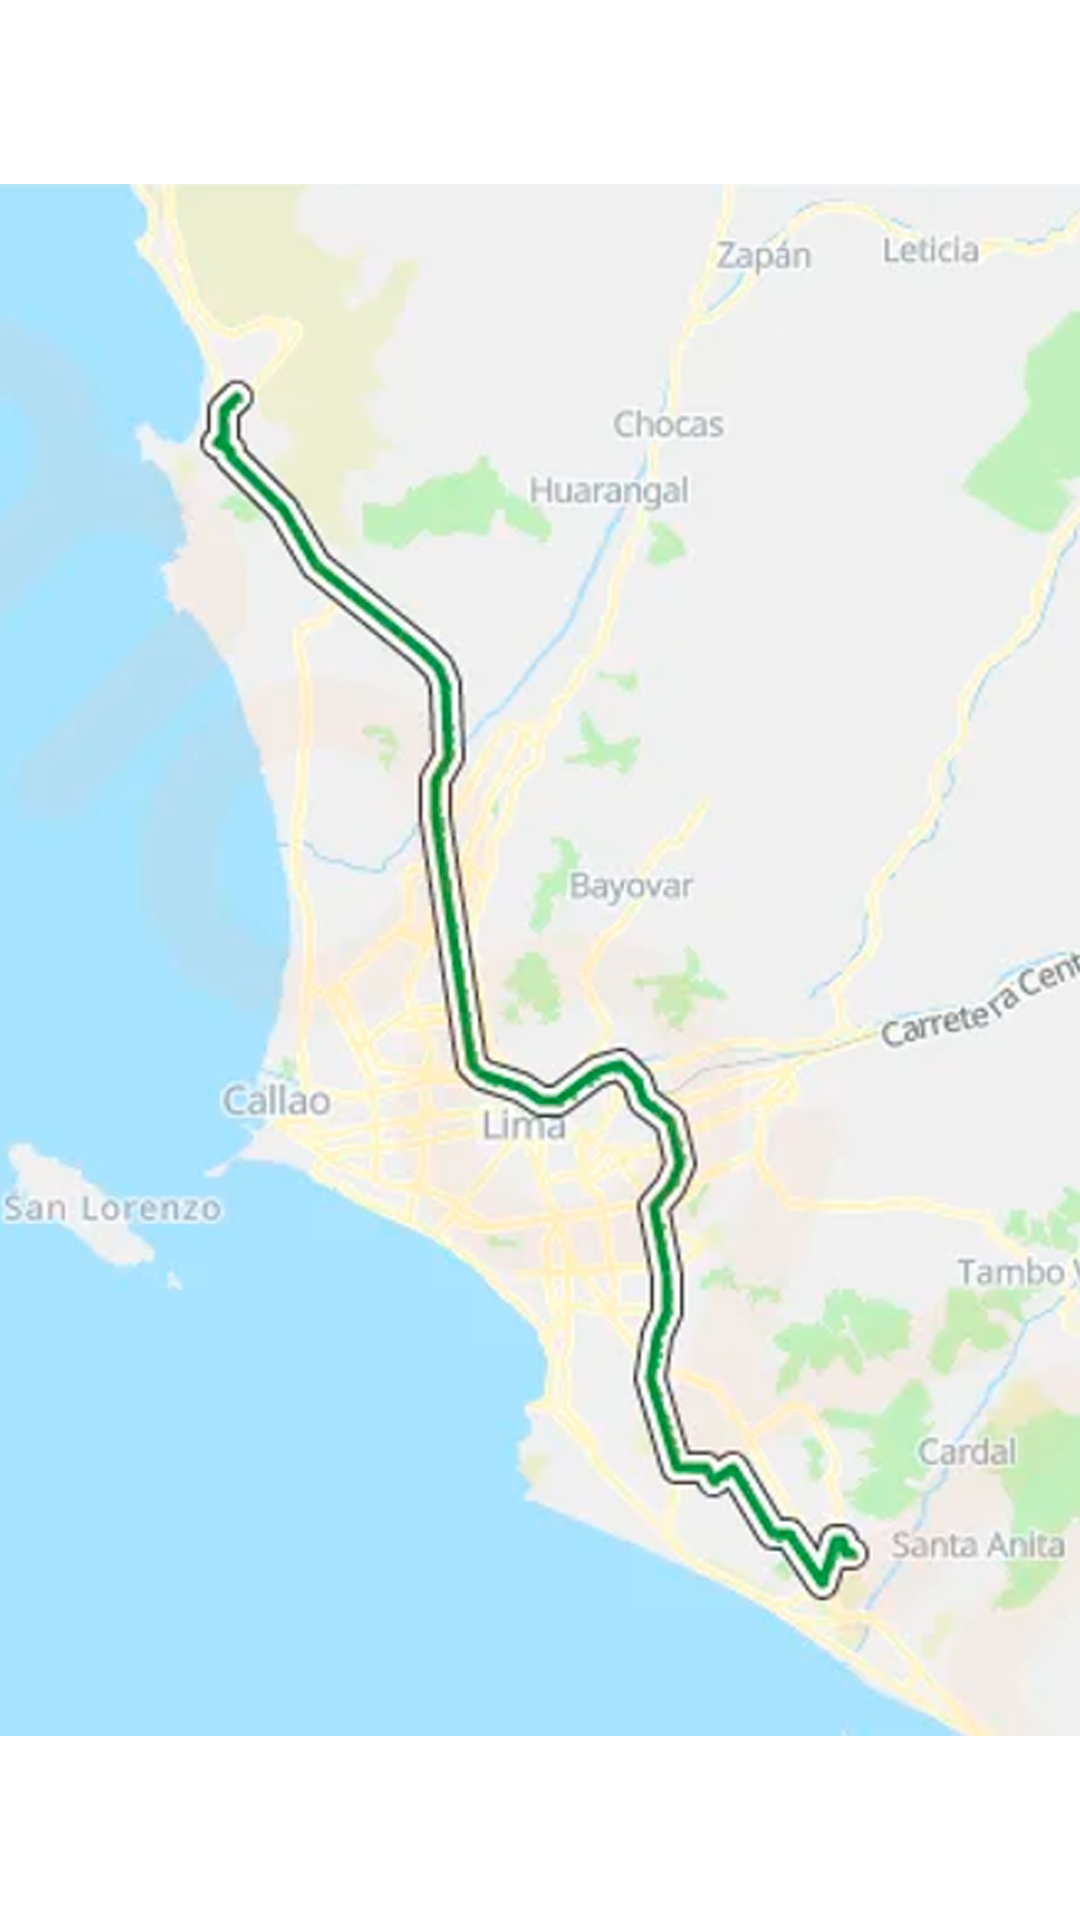 Zapán
Leticia
Chocas
Huarangal
Bayovar
Carretera Cent
Callao
Lima
San Lorenzo
Tambo V
Cardal
Santa Anita